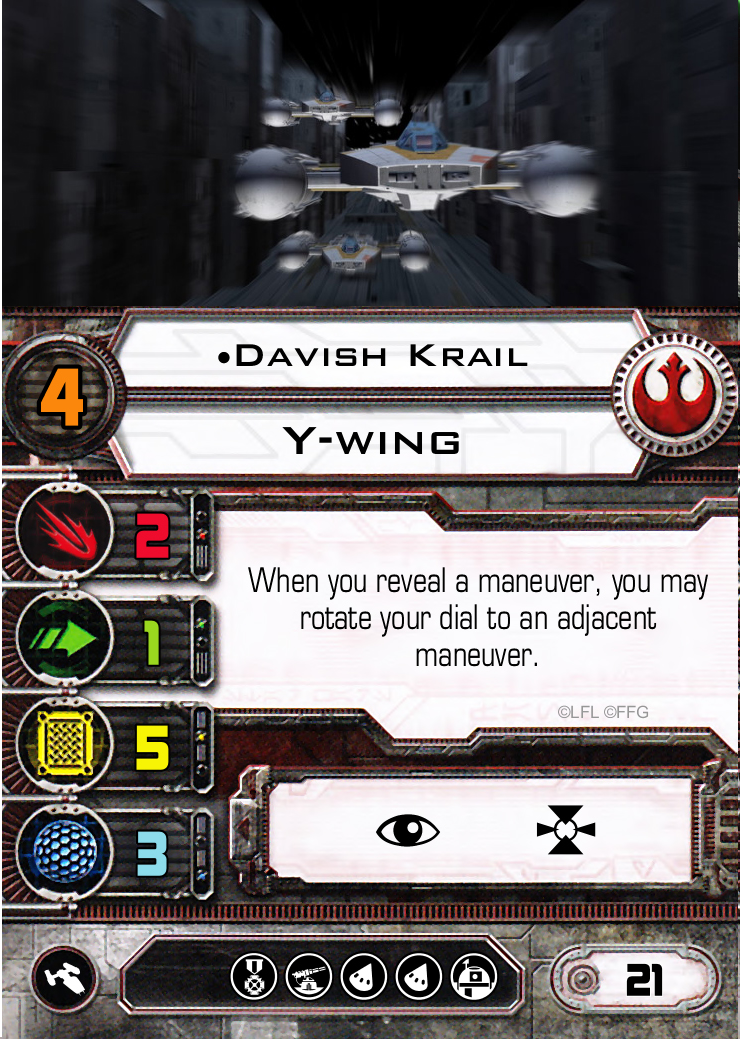 •Davish Krail
4
Y-wing
2
When you reveal a maneuver, you may
rotate your dial to an adjacent
maneuver.
1
©LFL ©FFG
5
3
21